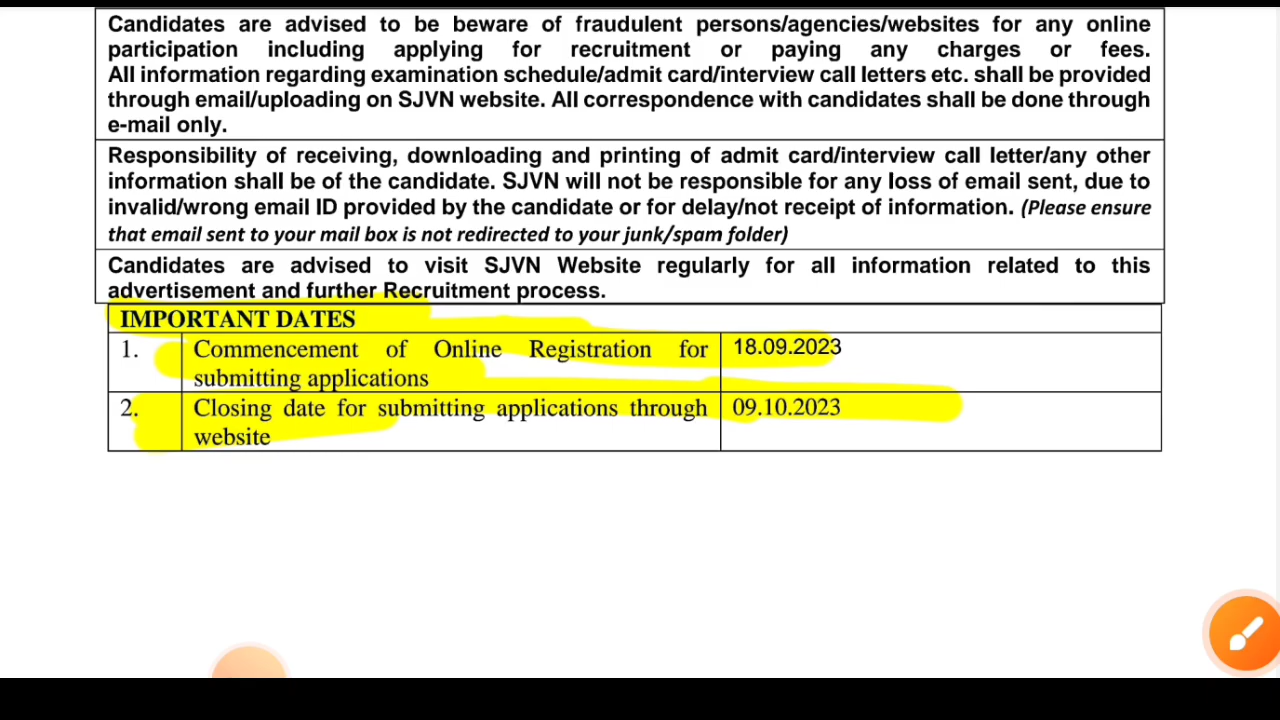 Candidates are advised to be beware of fraudulent persons/agencies/websites for any online
participation including applying for recruitment or paying any charges or fees.
All information regarding examination schedule/admit card/interview call letters etc. shall be provided
through email/uploading on SJVN website. All correspondence with candidates shall be done through
e-mail only.
Responsibility of receiving, downloading and printing of admit card/interview call letter/any other
information shall be of the candidate. SJVN will not be responsible for any loss of email sent, due to
invalid/wrong email ID provided by the candidate or for delay/not receipt of information. (Please ensure
that email sent to your mail box is not redirected to your junk/spam folder)
Candidates are advised to visit SJVN Website regularly for all information related to this
advertisement and further Recruitment process.
IMPORTANT DATES
1. Commencement of Online Registration for 18.09.2023
submitting applications
2. Closing date for submitting applications through 09.10.2023
website